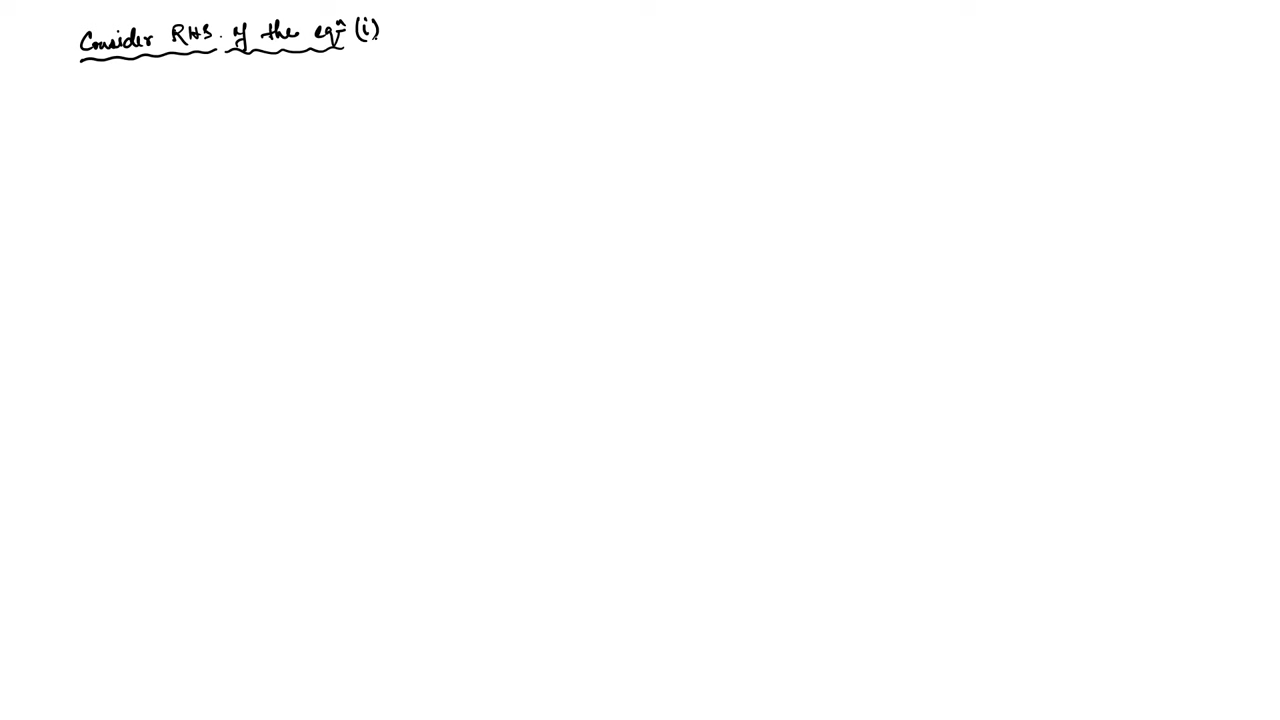 Consider RHS. of the eqⁿ (i)